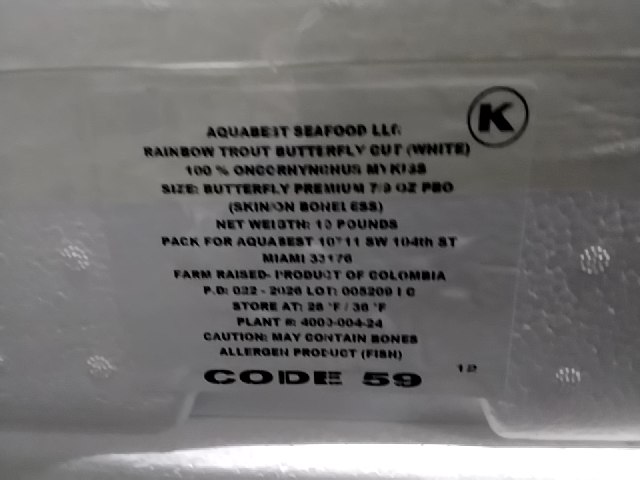 K
AQUABEST SEAFOOD LLC
RAINBOW TROUT BUTTERFLY CUT (WHITE)
100 % ONCORHYNCHUS MYKISS
SIZE: BUTTERFLY PREMIUM 7/9 OZ PBO
(SKIN/ON BONELESS)
NET WEIGTH: 10 POUNDS
PACK FOR AQUABEST 10711 SW 104th ST
MIAMI 33176
FARM RAISED- PRODUCT OF COLOMBIA
P.D: 022 - 2026 LOT: 005209
STORE AT: 28 °F / 36 °F
PLANT #: 4003-004-24
CAUTION: MAY CONTAIN BONES
ALLERGEN PRODUCT (FISH)
CODE 59
12